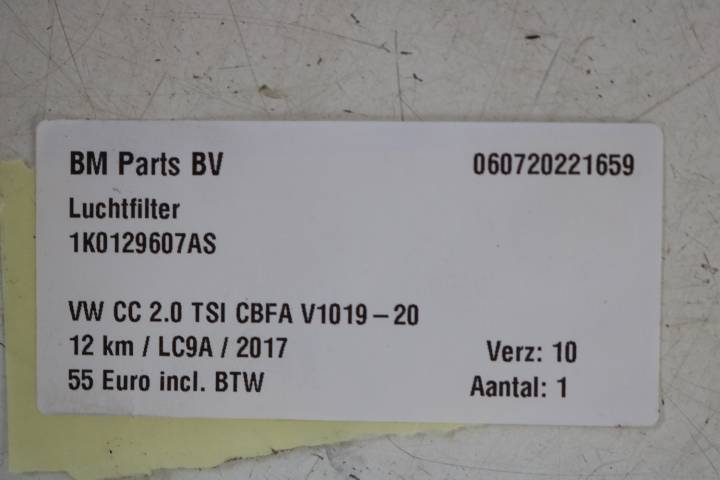 BM Parts BV 060720221659
Luchtfilter
1K0129607AS
VW CC 2.0 TSI CBFA V1019-20
12 km / LC9A / 2017 Verz: 10
55 Euro incl. BTW Aantal: 1